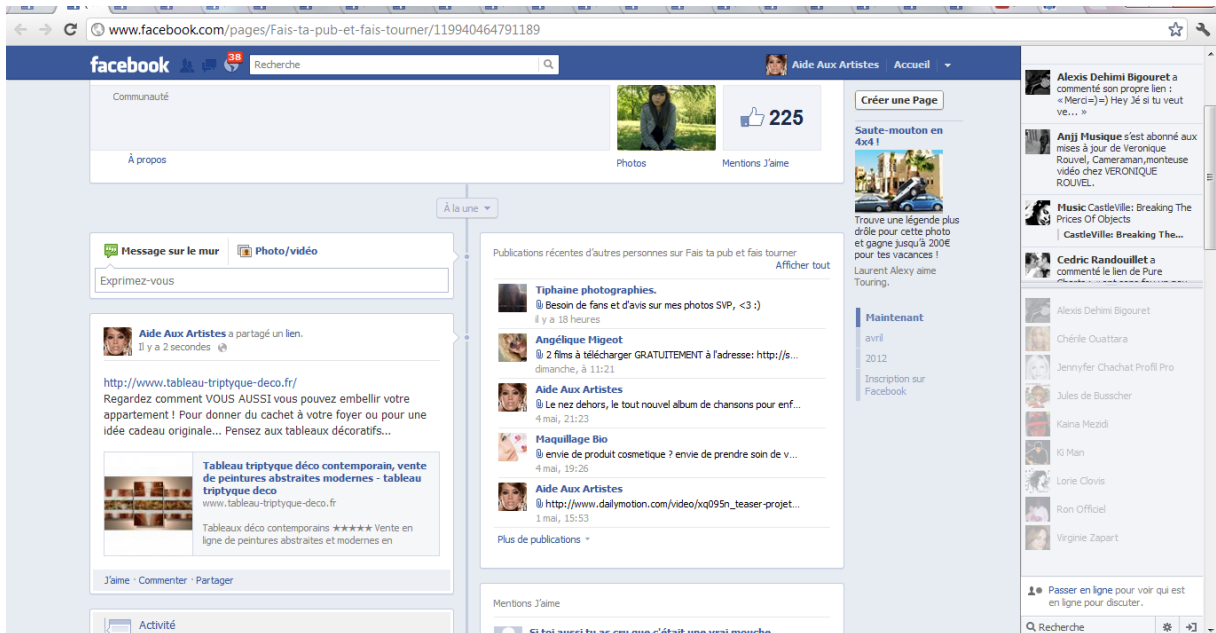 www.facebook.com/pages/Fais-ta-pub-et-fais-tourner/119940464791189
facebook
38
Recherche
Aide Aux Artistes
Accueil
Communauté
À propos
Photos
225
Mentions J'aime
À la une
Message sur le mur
Photo/vidéo
Exprimez-vous
Aide Aux Artistes a partagé un lien.
Il y a 2 secondes
http://www.tableau-triptyque-deco.fr/
Regardez comment VOUS AUSSI vous pouvez embellir votre
appartement ! Pour donner du cachet à votre foyer ou pour une
idée cadeau originale... Pensez aux tableaux décoratifs...
Tableau triptyque déco contemporain, vente
de peintures abstraites modernes - tableau
triptyque deco
www.tableau-triptyque-deco.fr
Tableaux déco contemporains ★★★★★ Vente en
ligne de peintures abstraites et modernes en
J'aime · Commenter · Partager
Activité
Publications récentes d'autres personnes sur Fais ta pub et fais tourner
Afficher tout
Tiphaine photographies.
Besoin de fans et d'avis sur mes photos SVP, <3 :)
il y a 18 heures
Angélique Migeot
2 films à télécharger GRATUITEMENT à l'adresse: http://s...
dimanche, à 11:21
Aide Aux Artistes
Le nez dehors, le tout nouvel album de chansons pour enf...
4 mai, 21:23
Maquillage Bio
envie de produit cosmetique ? envie de prendre soin de v...
4 mai, 19:26
Aide Aux Artistes
http://www.dailymotion.com/video/xq095n_teaser-projet...
1 mai, 15:53
Plus de publications
Mentions J'aime
Si toi aussi tu as cru que c'était une vrai mouche
Créer une Page
Saute-mouton en
4x4 !
Trouve une légende plus
drôle pour cette photo
et gagne jusqu'à 200€
pour tes vacances !
Laurent Alexy aime
Touring.
Maintenant
avril
2012
Inscription sur
Facebook
Alexis Dehimi Bigouret a
commenté son propre lien :
«Merci=)=) Hey Jé si tu veut
ve... »
Anjj Musique s'est abonné aux
mises à jour de Veronique
Rouvel, Cameraman,monteuse
vidéo chez VERONIQUE
ROUVEL.
Music CastleVille: Breaking The
Prices Of Objects
CastleVille: Breaking The...
Cedric Randouillet a
commenté le lien de Pure
Alexis Dehimi Bigouret
Chérile Ouattara
Jennyfer Chachat Profil Pro
Jules de Busscher
Kaina Mezidi
Ki Man
Lorie Clovis
Ron Officiel
Virginie Zapart
Passer en ligne pour voir qui est
en ligne pour discuter.
Recherche